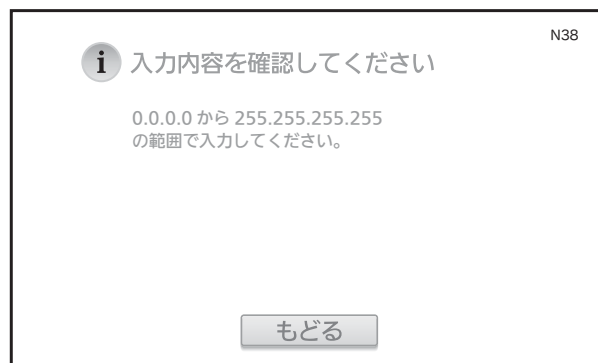 N38
i 入力内容を確認してください
0.0.0.0 から 255.255.255.255
の範囲で入力してください。
もどる